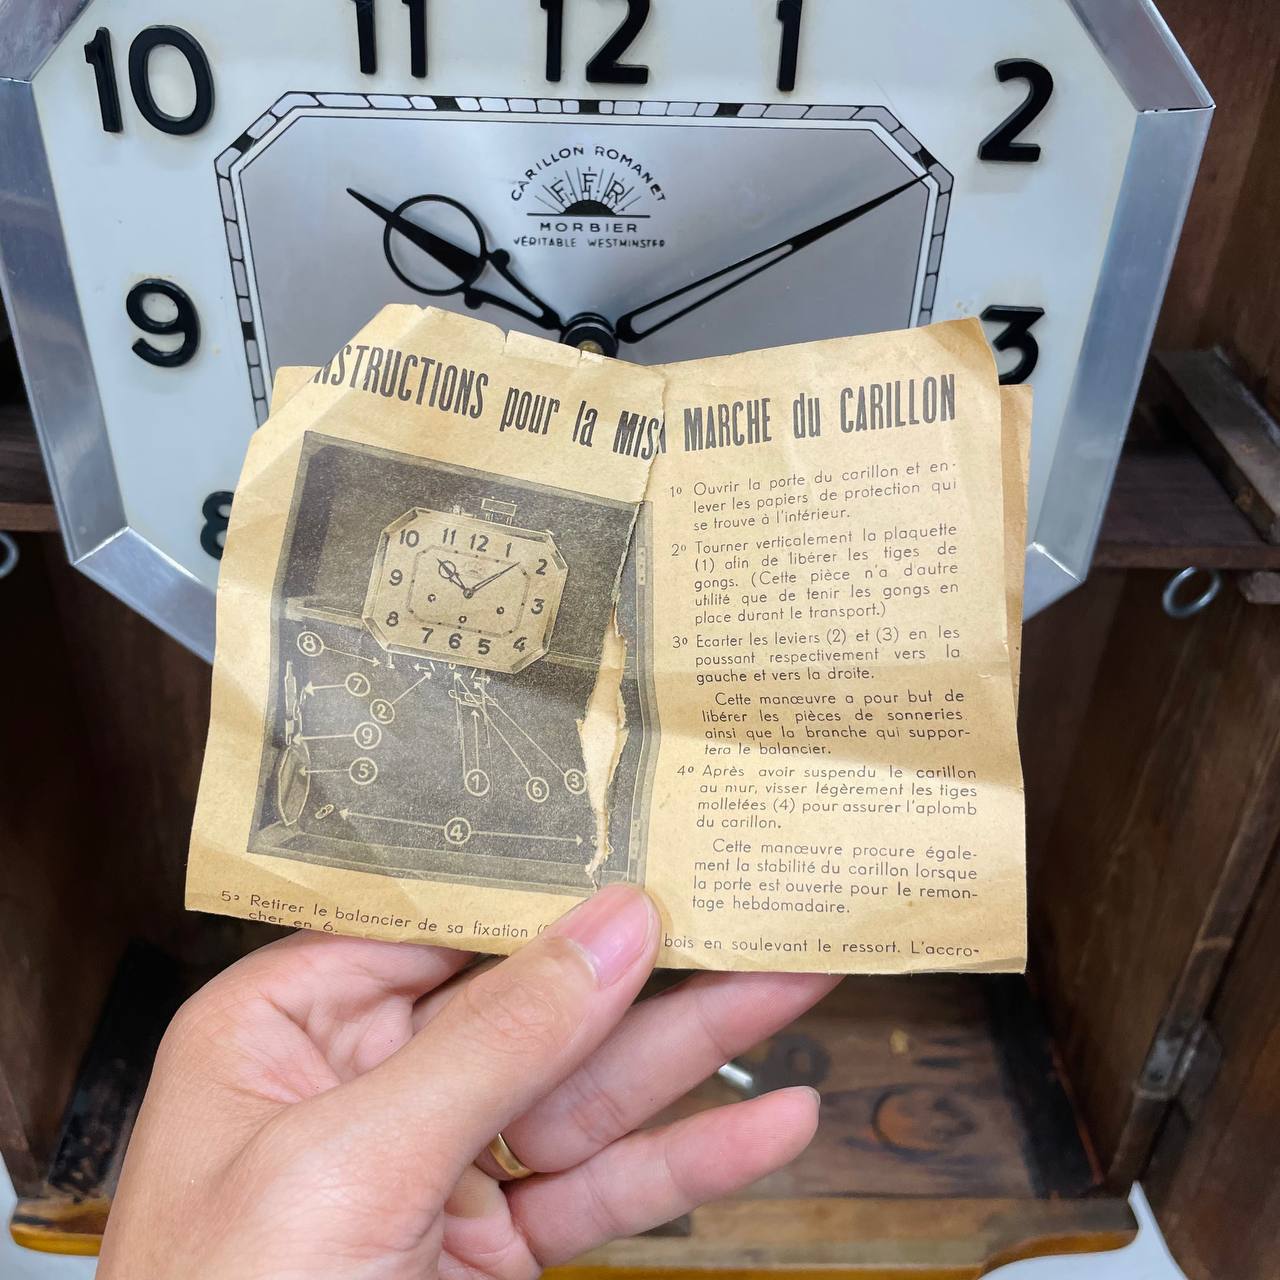 11 12 1
10 2
CARILLON ROMANET
F.F.R
MORBIER
VÉRITABLE WESTMINSTER
9 3
8
NSTRUCTIONS pour la MISE MARCHE du CARILLON
10 11 12 1 2
9 3
8 7 6 5 4
8
7
2
9
5
1 6 3
4
1º Ouvrir la porte du carillon et en-
lever les papiers de protection qui
se trouve à l'intérieur.
2º Tourner verticalement la plaquette
(1) afin de libérer les tiges de
gongs. (Cette pièce n'a d'autre
utilité que de tenir les gongs en
place durant le transport.)
3º Ecarter les leviers (2) et (3) en les
poussant respectivement vers la
gauche et vers la droite.
Cette manœuvre a pour but de
libérer les pièces de sonneries
ainsi que la branche qui suppor-
tera le balancier.
4º Après avoir suspendu le carillon
au mur, visser légèrement les tiges
molletées (4) pour assurer l'aplomb
du carillon.
Cette manœuvre procure égale-
ment la stabilité du carillon lorsque
la porte est ouverte pour le remon-
tage hebdomadaire.
5º Retirer le balancier de sa fixation ( bois en soulevant le ressort. L'accro-
cher en 6.